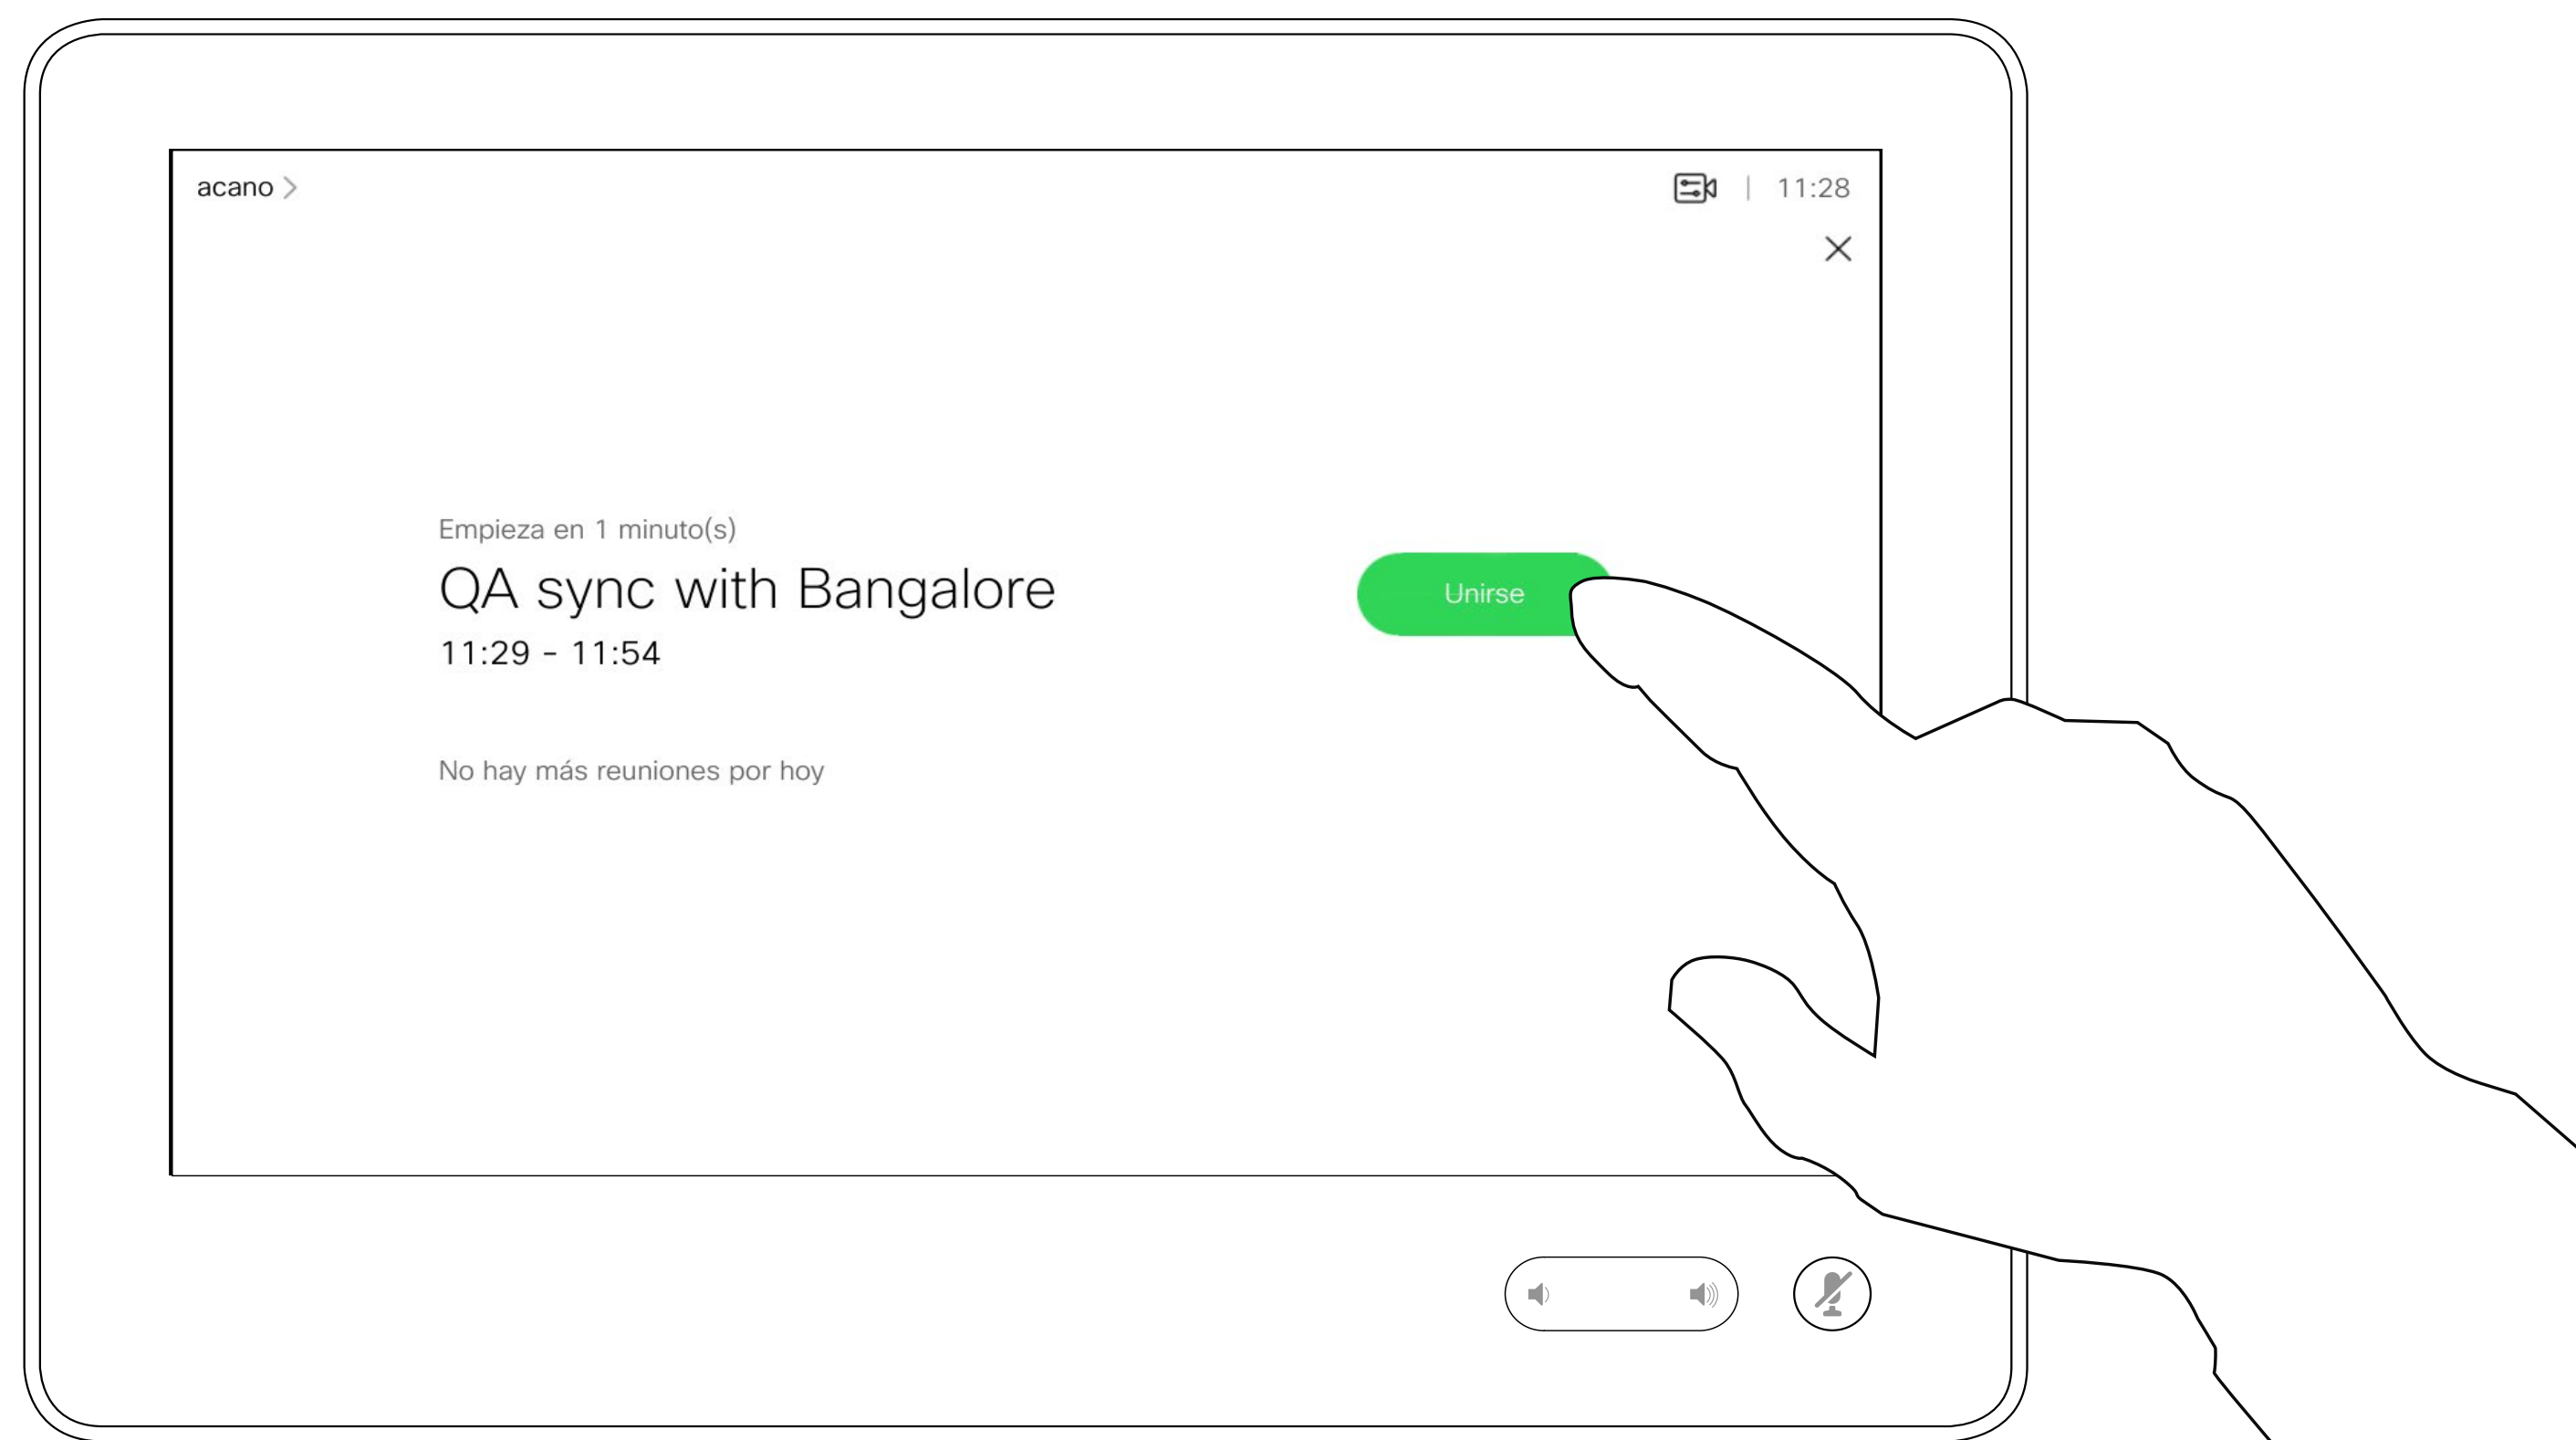 acano
11:28
Empieza en 1 minuto(s)
QA sync with Bangalore
Unirse
11:29 - 11:54
No hay más reuniones por hoy